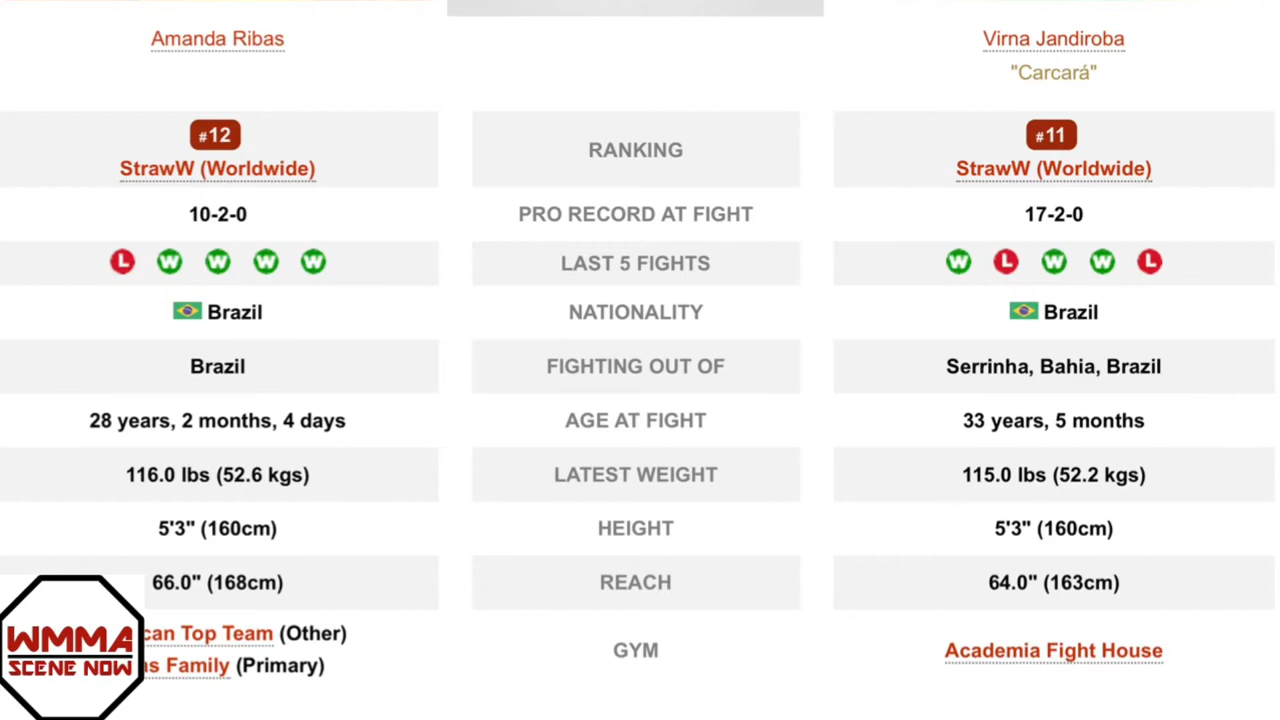 Amanda Ribas
Virna Jandiroba
"Carcará"
#12
RANKING
#11
StrawW (Worldwide)
StrawW (Worldwide)
10-2-0
PRO RECORD AT FIGHT
17-2-0
L W W W W
LAST 5 FIGHTS
W L W W L
Brazil
NATIONALITY
Brazil
Brazil
FIGHTING OUT OF
Serrinha, Bahia, Brazil
28 years, 2 months, 4 days
AGE AT FIGHT
33 years, 5 months
116.0 lbs (52.6 kgs)
LATEST WEIGHT
115.0 lbs (52.2 kgs)
5'3" (160cm)
HEIGHT
5'3" (160cm)
66.0" (168cm)
REACH
64.0" (163cm)
can Top Team (Other)
as Family (Primary)
GYM
Academia Fight House
WMMA
SCENE NOW